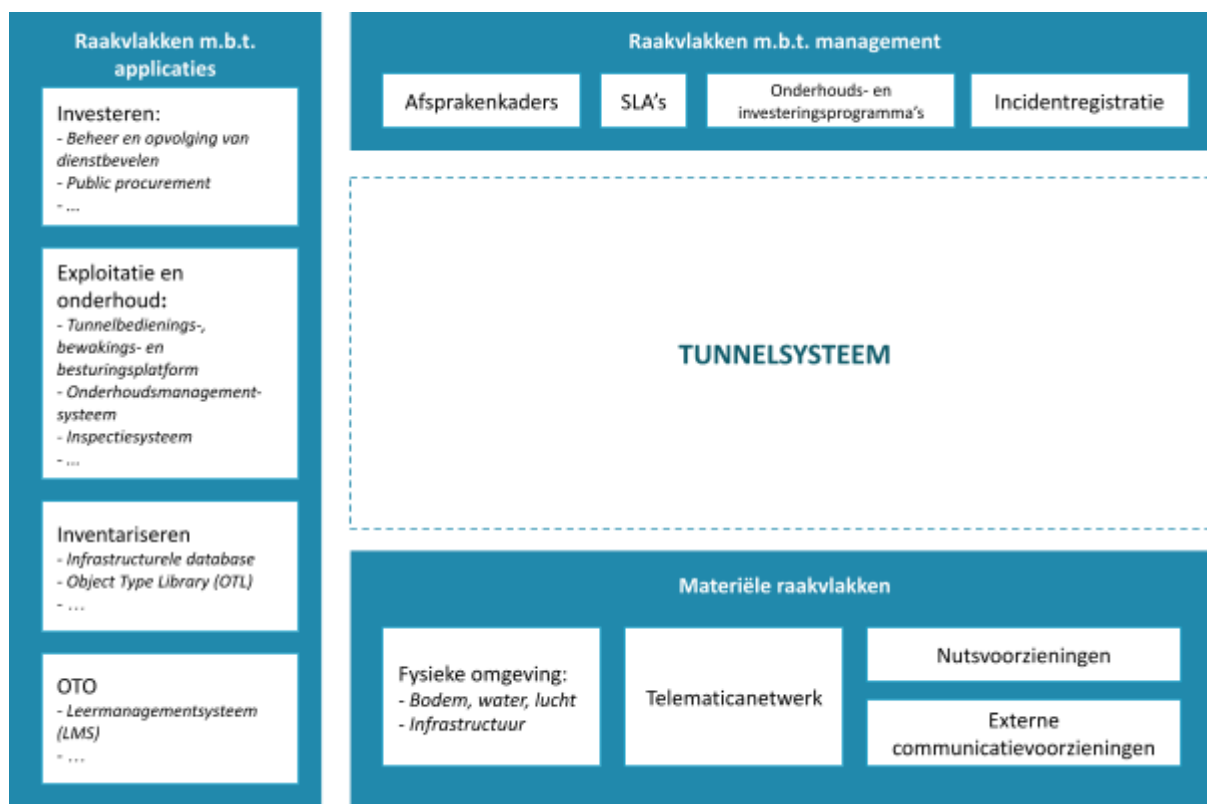 Raakvlakken m.b.t.
applicaties
Investeren:
- Beheer en opvolging van
dienstbevelen
- Public procurement
- ...
Exploitatie en
onderhoud:
- Tunnelbedienings-,
bewakings- en
besturingsplatform
- Onderhoudsmanagement-
systeem
- Inspectiesysteem
- ...
Inventariseren
- Infrastructurele database
- Object Type Library (OTL)
- ...
OTO
- Leermanagementsysteem
(LMS)
- ...
Raakvlakken m.b.t. management
Afsprakenkaders
SLA's
Onderhouds- en
investeringsprogramma's
Incidentregistratie
TUNNELSYSTEEM
Materiële raakvlakken
Fysieke omgeving:
- Bodem, water, lucht
- Infrastructuur
Telematicanetwerk
Nutsvoorzieningen
Externe
communicatievoorzieningen